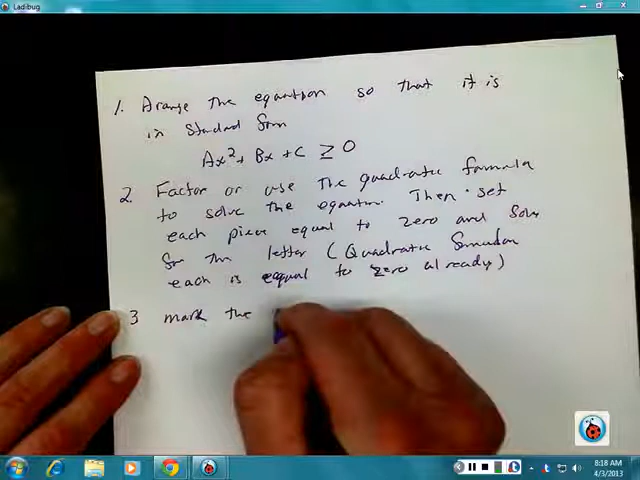 Ladibug
1. Arange the equation so that it is
in standard form
Ax²+ Bx + C ≥ 0
2. Factor or use the quadratic formula
to solve the equation. Then set
each piece equal to zero and solve
for the letter (Quadratic formula
each is eequal to zero already)
3 mark the
8:18 AM
4/3/2013